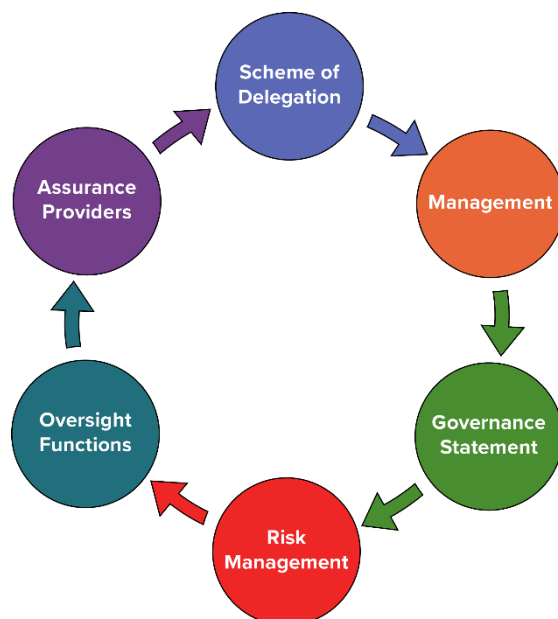 Scheme of
Delegation
Management
Governance
Statement
Risk
Management
Oversight
Functions
Assurance
Providers